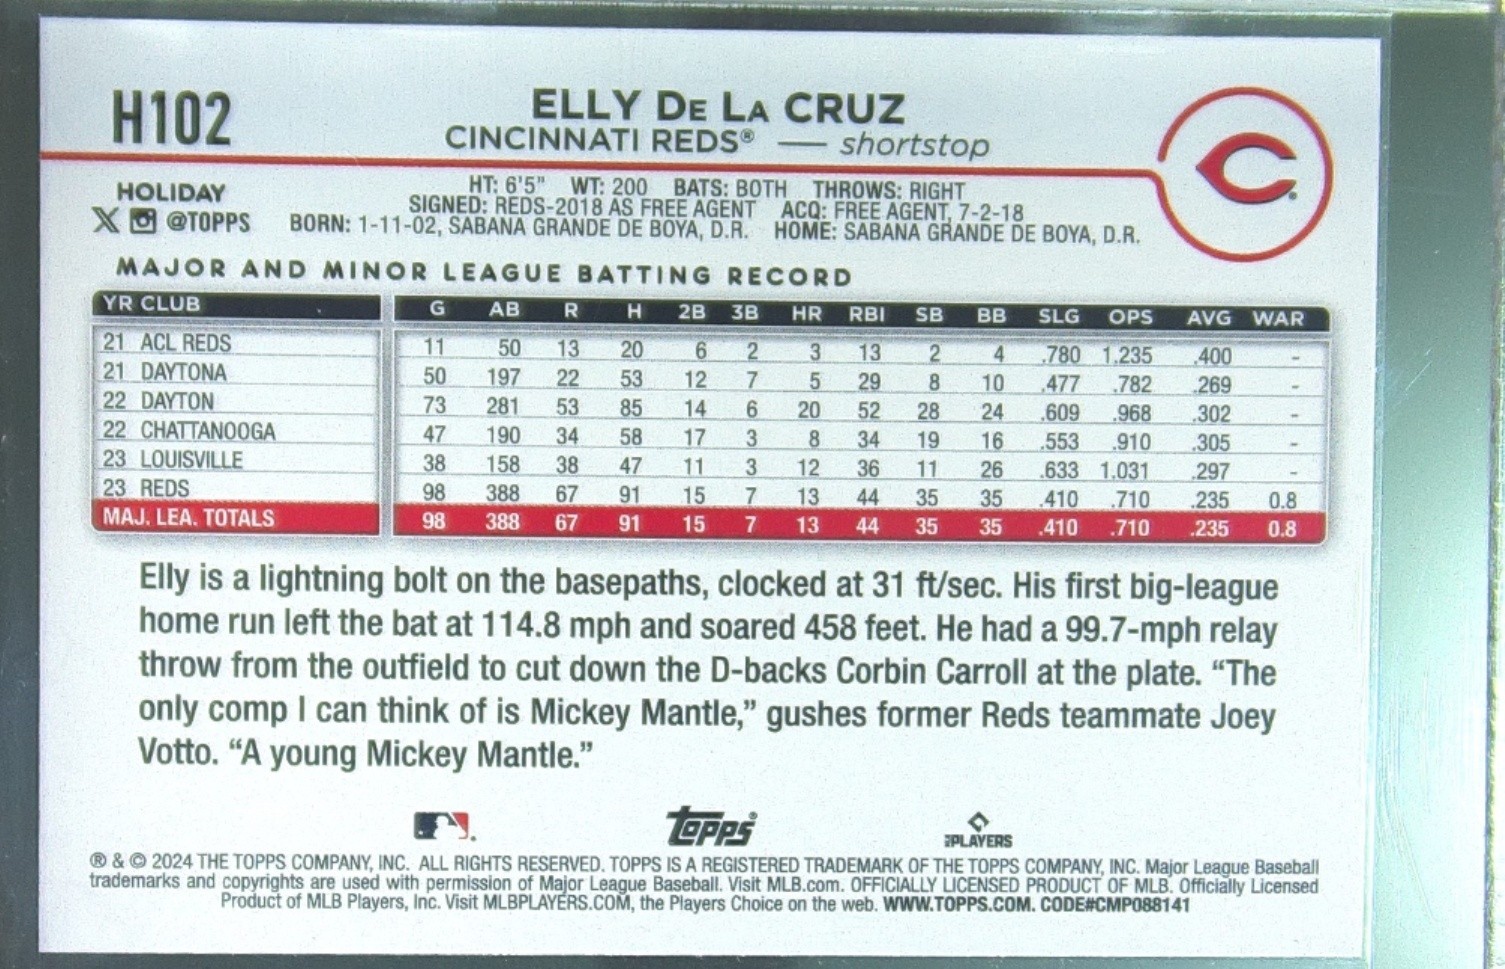 H102
ELLY DE LA CRUZ
CINCINNATI REDS® — shortstop
HOLIDAY
X @TOPPS
HT: 6'5" WT: 200 BATS: BOTH THROWS: RIGHT
SIGNED: REDS-2018 AS FREE AGENT ACQ: FREE AGENT, 7-2-18
BORN: 1-11-02, SABANA GRANDE DE BOYA, D.R. HOME: SABANA GRANDE DE BOYA, D.R.
C
MAJOR AND MINOR LEAGUE BATTING RECORD
YR CLUB G AB R H 2B 3B HR RBI SB BB SLG OPS AVG WAR
21 ACL REDS 11 50 13 20 6 2 3 13 2 4 .780 1.235 .400 -
21 DAYTONA 50 197 22 53 12 7 5 29 8 10 .477 .782 .269 -
22 DAYTON 73 281 53 85 14 6 20 52 28 24 .609 .968 .302 -
22 CHATTANOOGA 47 190 34 58 17 3 8 34 19 16 .553 .910 .305 -
23 LOUISVILLE 38 158 38 47 11 3 12 36 11 26 .633 1.031 .297 -
23 REDS 98 388 67 91 15 7 13 44 35 35 .410 .710 .235 0.8
MAJ. LEA. TOTALS 98 388 67 91 15 7 13 44 35 35 .410 .710 .235 0.8
Elly is a lightning bolt on the basepaths, clocked at 31 ft/sec. His first big-league
home run left the bat at 114.8 mph and soared 458 feet. He had a 99.7-mph relay
throw from the outfield to cut down the D-backs Corbin Carroll at the plate. “The
only comp I can think of is Mickey Mantle,” gushes former Reds teammate Joey
Votto. “A young Mickey Mantle.”
Topps®
PLAYERS
® & © 2024 THE TOPPS COMPANY, INC. ALL RIGHTS RESERVED. TOPPS IS A REGISTERED TRADEMARK OF THE TOPPS COMPANY, INC. Major League Baseball
trademarks and copyrights are used with permission of Major League Baseball. Visit MLB.com. OFFICIALLY LICENSED PRODUCT OF MLB. Officially Licensed
Product of MLB Players, Inc. Visit MLBPLAYERS.COM, the Players Choice on the web. WWW.TOPPS.COM. CODE#CMP088141